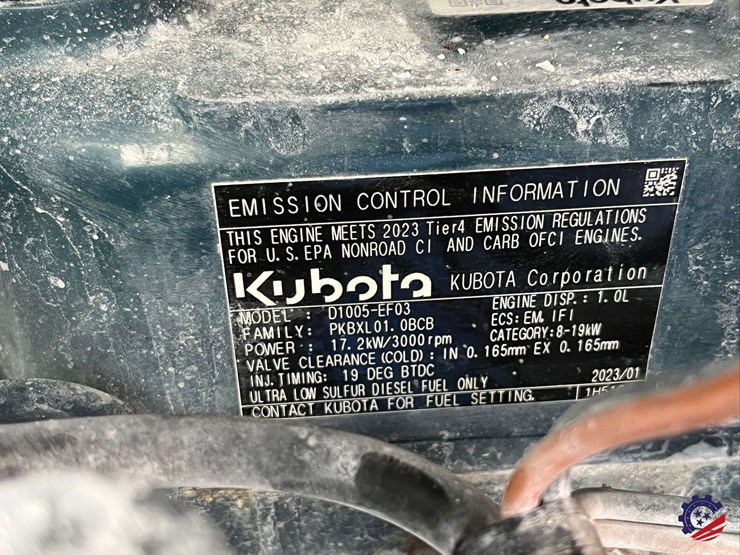 Kubota
EMISSION CONTROL INFORMATION
THIS ENGINE MEETS 2023 Tier4 EMISSION REGULATIONS
FOR U.S. EPA NONROAD CI AND CARB OFCI ENGINES.
Kubota KUBOTA Corporation
MODEL : D1005-EF03 ENGINE DISP.: 1.0L
FAMILY: PKBXL01.0BCB ECS: EM, IFI
POWER : 17.2kW/3000rpm CATEGORY:8-19kW
VALVE CLEARANCE (COLD) : IN 0.165mm EX 0.165mm
INJ. TIMING: 19 DEG BTDC
ULTRA LOW SULFUR DIESEL FUEL ONLY 2023/01
CONTACT KUBOTA FOR FUEL SETTING.